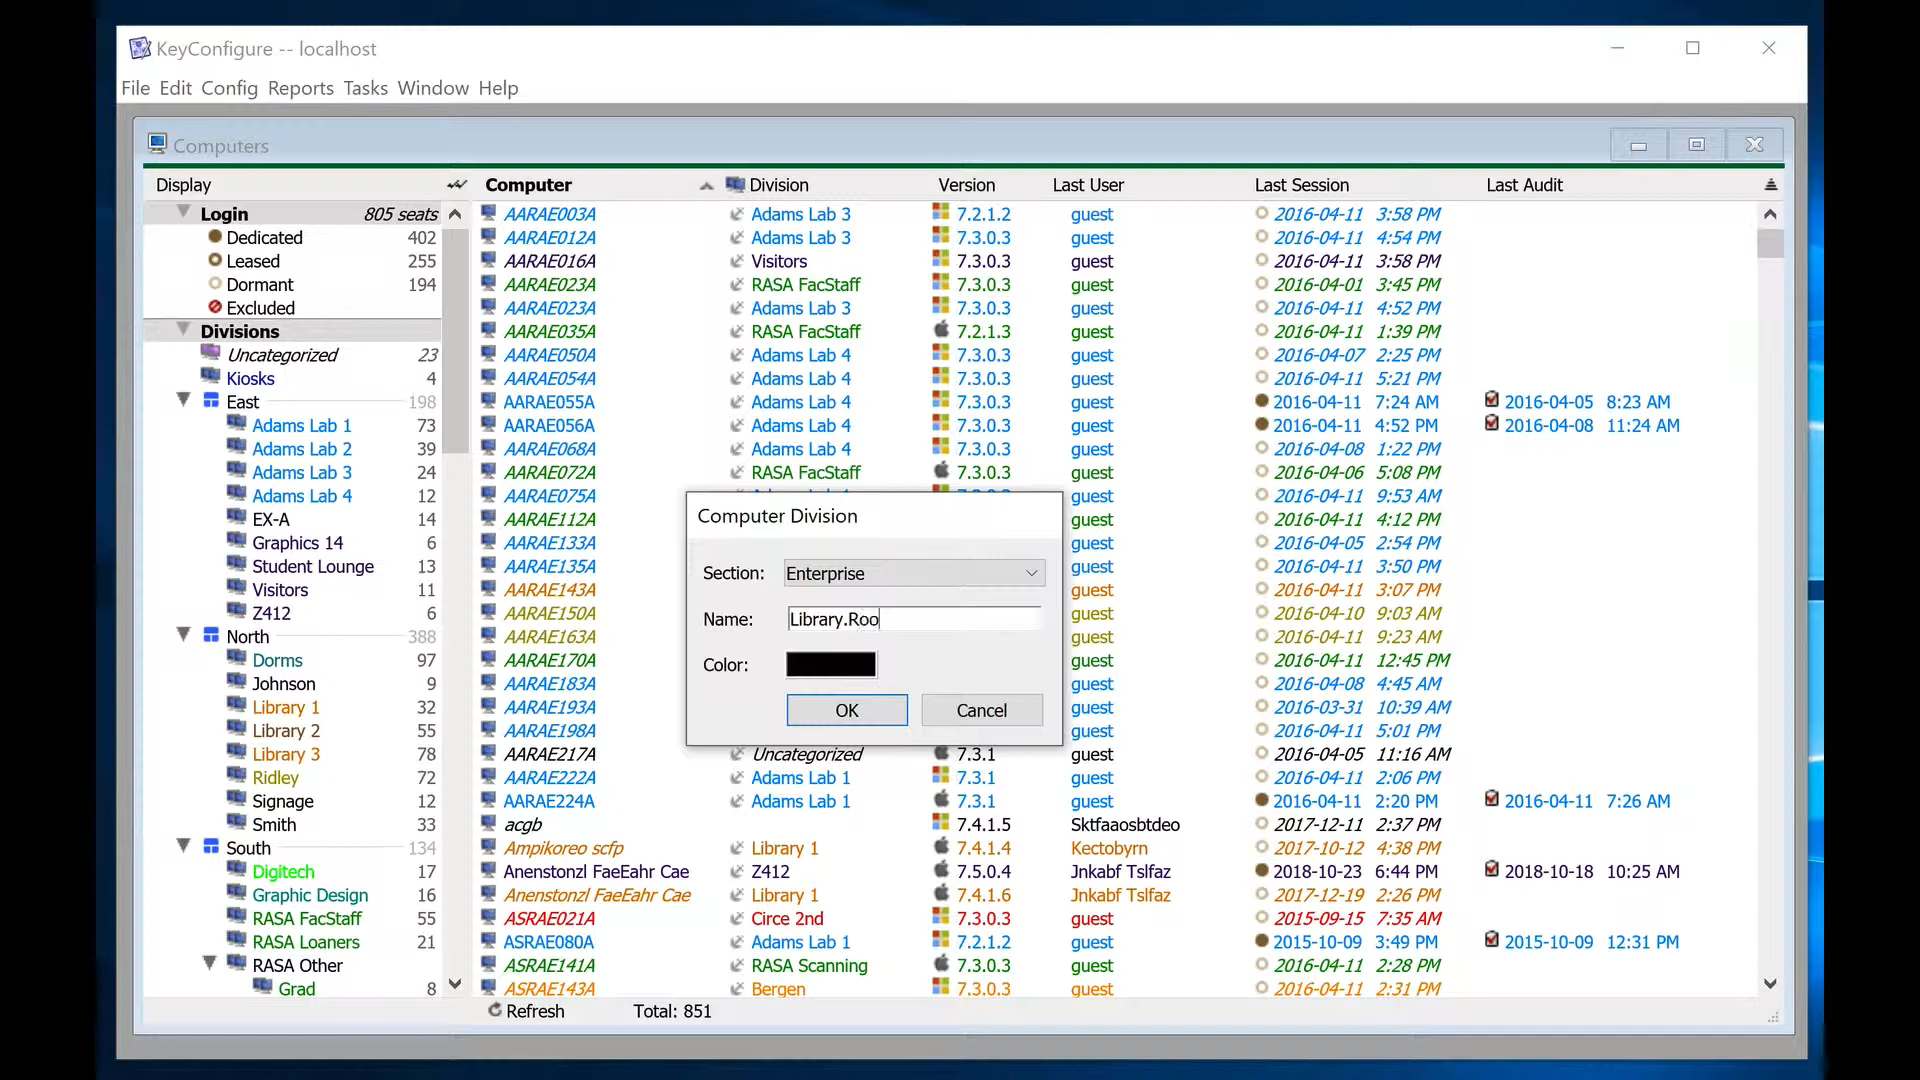 KeyConfigure -- localhost
File Edit Config Reports Tasks Window Help
Computers
Display Computer Division Version Last User Last Session Last Audit
Login 805 seats
Dedicated 402
Leased 255
Dormant 194
Excluded
Divisions
Uncategorized 23
Kiosks 4
East 198
Adams Lab 1 73
Adams Lab 2 39
Adams Lab 3 24
Adams Lab 4 12
EX-A 14
Graphics 14 6
Student Lounge 13
Visitors 11
Z412 6
North 388
Dorms 97
Johnson 9
Library 1 32
Library 2 55
Library 3 78
Ridley 72
Signage 12
Smith 33
South 134
Digitech 17
Graphic Design 16
RASA FacStaff 55
RASA Loaners 21
RASA Other
Grad 8
AARAE003A Adams Lab 3 7.2.1.2 guest 2016-04-11 3:58 PM
AARAE012A Adams Lab 3 7.3.0.3 guest 2016-04-11 4:54 PM
AARAE016A Visitors 7.3.0.3 guest 2016-04-11 3:58 PM
AARAE023A RASA FacStaff 7.3.0.3 guest 2016-04-01 3:45 PM
AARAE023A Adams Lab 3 7.3.0.3 guest 2016-04-11 4:52 PM
AARAE035A RASA FacStaff 7.2.1.3 guest 2016-04-11 1:39 PM
AARAE050A Adams Lab 4 7.3.0.3 guest 2016-04-07 2:25 PM
AARAE054A Adams Lab 4 7.3.0.3 guest 2016-04-11 5:21 PM
AARAE055A Adams Lab 4 7.3.0.3 guest 2016-04-11 7:24 AM 2016-04-05 8:23 AM
AARAE056A Adams Lab 4 7.3.0.3 guest 2016-04-11 4:52 PM 2016-04-08 11:24 AM
AARAE068A Adams Lab 4 7.3.0.3 guest 2016-04-08 1:22 PM
AARAE072A RASA FacStaff 7.3.0.3 guest 2016-04-06 5:08 PM
AARAE075A guest 2016-04-11 9:53 AM
AARAE112A guest 2016-04-11 4:12 PM
AARAE133A guest 2016-04-05 2:54 PM
AARAE135A guest 2016-04-11 3:50 PM
AARAE143A guest 2016-04-11 3:07 PM
AARAE150A guest 2016-04-10 9:03 AM
AARAE163A guest 2016-04-11 9:23 AM
AARAE170A guest 2016-04-11 12:45 PM
AARAE183A guest 2016-04-08 4:45 AM
AARAE193A guest 2016-03-31 10:39 AM
AARAE198A guest 2016-04-11 5:01 PM
AARAE217A Uncategorized 7.3.1 guest 2016-04-05 11:16 AM
AARAE222A Adams Lab 1 7.3.1 guest 2016-04-11 2:06 PM
AARAE224A Adams Lab 1 7.3.1 guest 2016-04-11 2:20 PM 2016-04-11 7:26 AM
acgb 7.4.1.5 Sktfaaosbtdeo 2017-12-11 2:37 PM
Ampikoreo scfp Library 1 7.4.1.4 Kectobyrn 2017-10-12 4:38 PM
Anenstonzl FaeEahr Cae Z412 7.5.0.4 Jnkabf Tslfaz 2018-10-23 6:44 PM 2018-10-18 10:25 AM
Anenstonzl FaeEahr Cae Library 1 7.4.1.6 Jnkabf Tslfaz 2017-12-19 2:26 PM
ASRAE021A Circe 2nd 7.3.0.3 guest 2015-09-15 7:35 AM
ASRAE080A Adams Lab 1 7.2.1.2 guest 2015-10-09 3:49 PM 2015-10-09 12:31 PM
ASRAE141A RASA Scanning 7.3.0.3 guest 2016-04-11 2:28 PM
ASRAE143A Bergen 7.3.0.3 guest 2016-04-11 2:31 PM
Computer Division
Section: Enterprise
Name: Library.Roo
Color:
OK Cancel
Refresh Total: 851